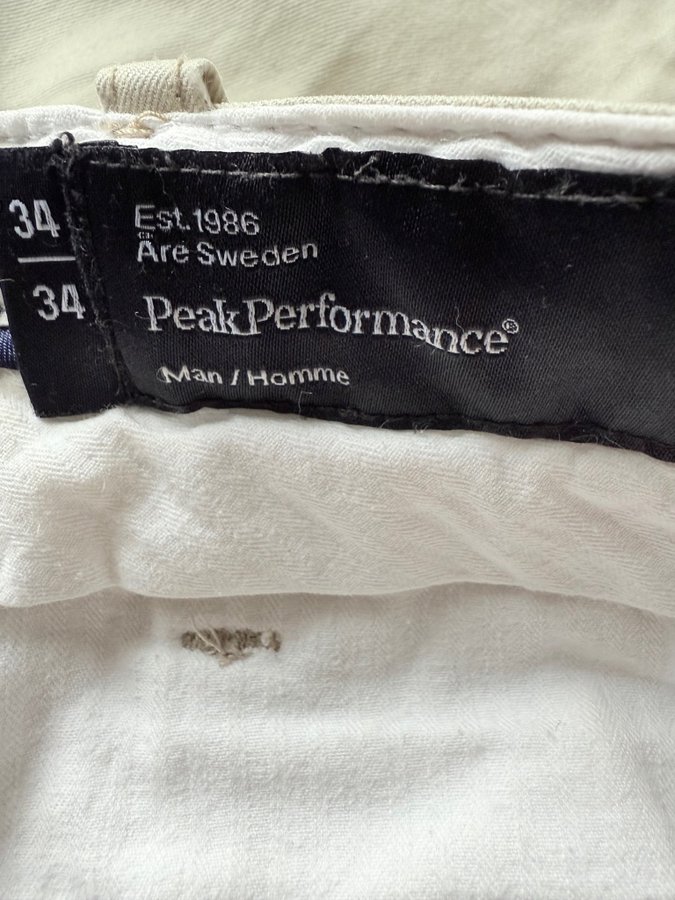 34
34
Est.1986
Åre Sweden
PeakPerformance®
Man / Homme